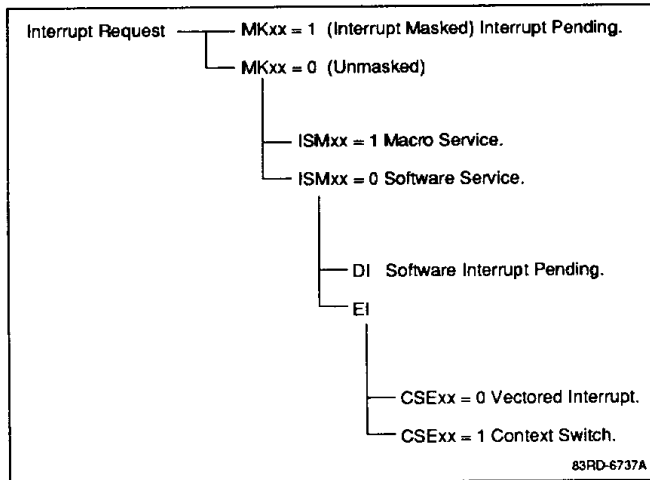 Interrupt Request MKxx = 1 (Interrupt Masked) Interrupt Pending.
MKxx = 0 (Unmasked)
ISMxx = 1 Macro Service.
ISMxx = 0 Software Service.
DI Software Interrupt Pending.
EI
CSExx = 0 Vectored Interrupt.
CSExx = 1 Context Switch.
83RD-6737A